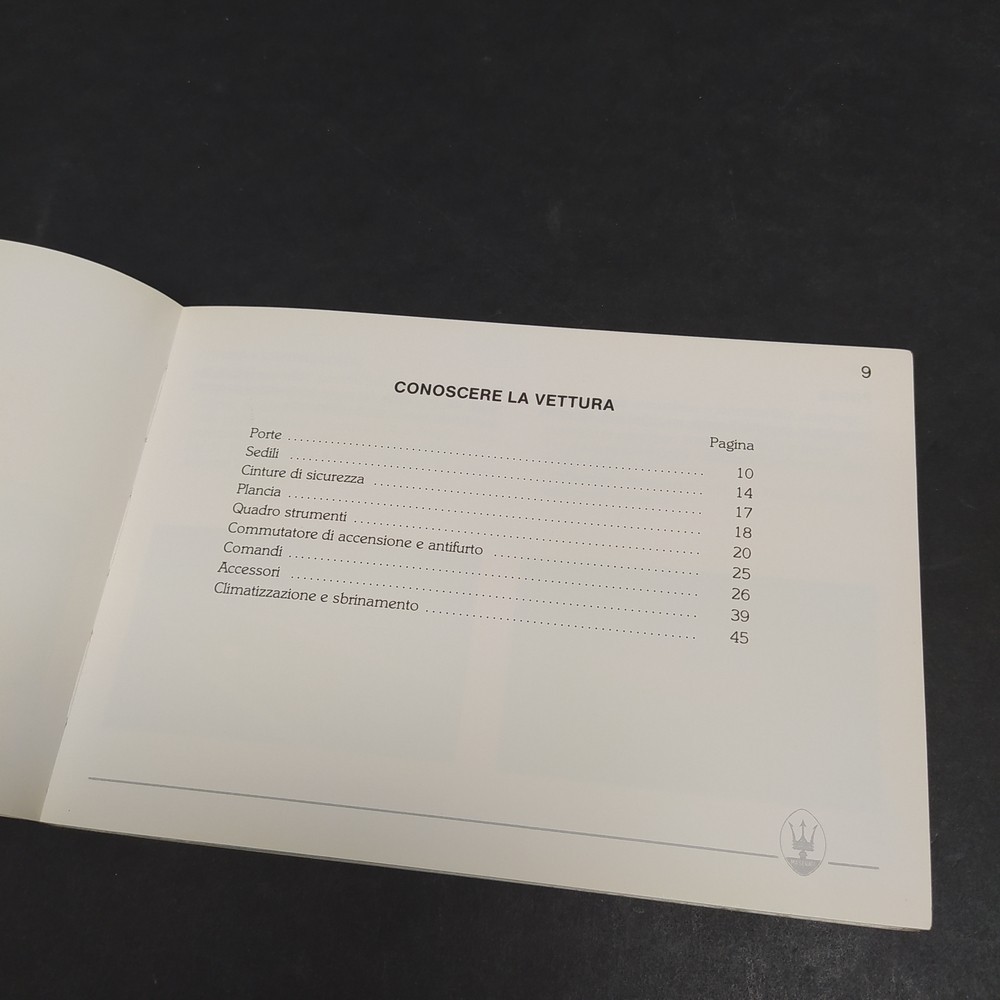 9
CONOSCERE LA VETTURA
Pagina
Porte ........ 10
Sedili ........ 14
Cinture di sicurezza ........ 17
Plancia ........ 18
Quadro strumenti ........ 20
Commutatore di accensione e antifurto ........ 25
Comandi ........ 26
Accessori ........ 39
Climatizzazione e sbrinamento ........ 45